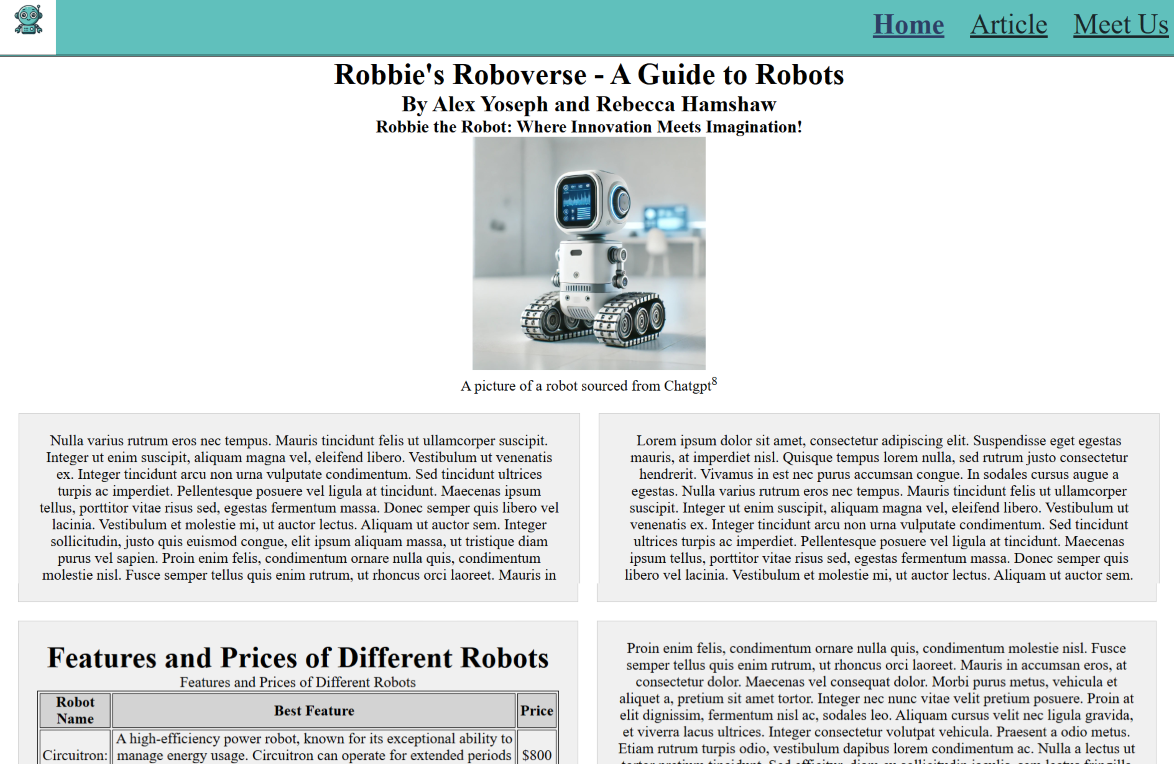 Home Article Meet Us
Robbie's Roboverse - A Guide to Robots
By Alex Yoseph and Rebecca Hamshaw
Robbie the Robot: Where Innovation Meets Imagination!
A picture of a robot sourced from Chatgpt8
Nulla varius rutrum eros nec tempus. Mauris tincidunt felis ut ullamcorper suscipit.
Integer ut enim suscipit, aliquam magna vel, eleifend libero. Vestibulum ut venenatis
ex. Integer tincidunt arcu non urna vulputate condimentum. Sed tincidunt ultrices
turpis ac imperdiet. Pellentesque posuere vel ligula at tincidunt. Maecenas ipsum
tellus, porttitor vitae risus sed, egestas fermentum massa. Donec semper quis libero vel
lacinia. Vestibulum et molestie mi, ut auctor lectus. Aliquam ut auctor sem. Integer
sollicitudin, justo quis euismod congue, elit ipsum aliquam massa, ut tristique diam
purus vel sapien. Proin enim felis, condimentum ornare nulla quis, condimentum
molestie nisl. Fusce semper tellus quis enim rutrum, ut rhoncus orci laoreet. Mauris in
Lorem ipsum dolor sit amet, consectetur adipiscing elit. Suspendisse eget egestas
mauris, at imperdiet nisl. Quisque tempus lorem nulla, sed rutrum justo consectetur
hendrerit. Vivamus in est nec purus accumsan congue. In sodales cursus augue a
egestas. Nulla varius rutrum eros nec tempus. Mauris tincidunt felis ut ullamcorper
suscipit. Integer ut enim suscipit, aliquam magna vel, eleifend libero. Vestibulum ut
venenatis ex. Integer tincidunt arcu non urna vulputate condimentum. Sed tincidunt
ultrices turpis ac imperdiet. Pellentesque posuere vel ligula at tincidunt. Maecenas
ipsum tellus, porttitor vitae risus sed, egestas fermentum massa. Donec semper quis
libero vel lacinia. Vestibulum et molestie mi, ut auctor lectus. Aliquam ut auctor sem.
Features and Prices of Different Robots
Features and Prices of Different Robots
Robot Name Best Feature Price
Circuitron: A high-efficiency power robot, known for its exceptional ability to
manage energy usage. Circuitron can operate for extended periods $800
Proin enim felis, condimentum ornare nulla quis, condimentum molestie nisl. Fusce
semper tellus quis enim rutrum, ut rhoncus orci laoreet. Mauris in accumsan eros, at
consectetur dolor. Maecenas vel consequat dolor. Morbi purus metus, vehicula et
aliquet a, pretium sit amet tortor. Integer nec nunc vitae velit pretium posuere. Proin at
elit dignissim, fermentum nisl ac, sodales leo. Aliquam cursus velit nec ligula gravida,
et viverra lacus ultrices. Integer consectetur volutpat vehicula. Praesent a odio metus.
Etiam rutrum turpis odio, vestibulum dapibus lorem condimentum ac. Nulla a lectus ut